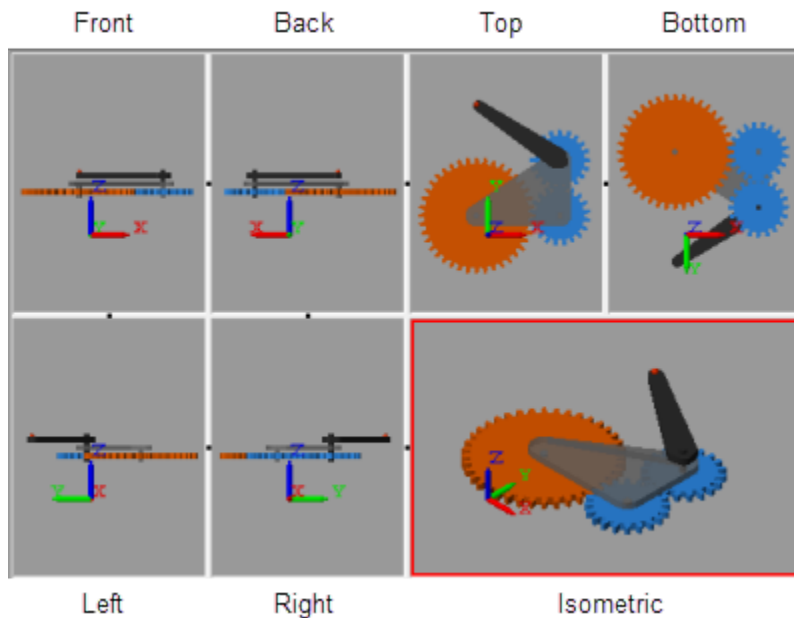 Front Back Top Bottom
Z Y X
Z X Y
Y Z X
Z X Y
Z Y X
Y Z X
Z X Y
Left Right Isometric